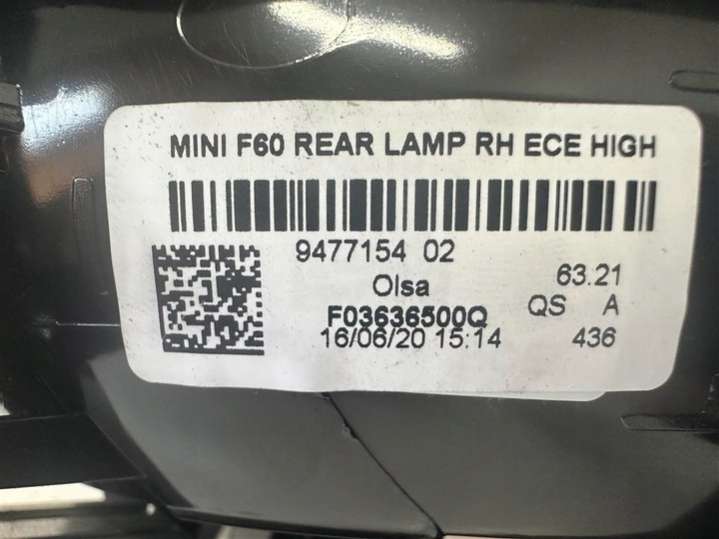 MINI F60 REAR LAMP RH ECE HIGH
9477154 02
Olsa 63.21
F03636500Q QS A
16/06/20 15:14 436